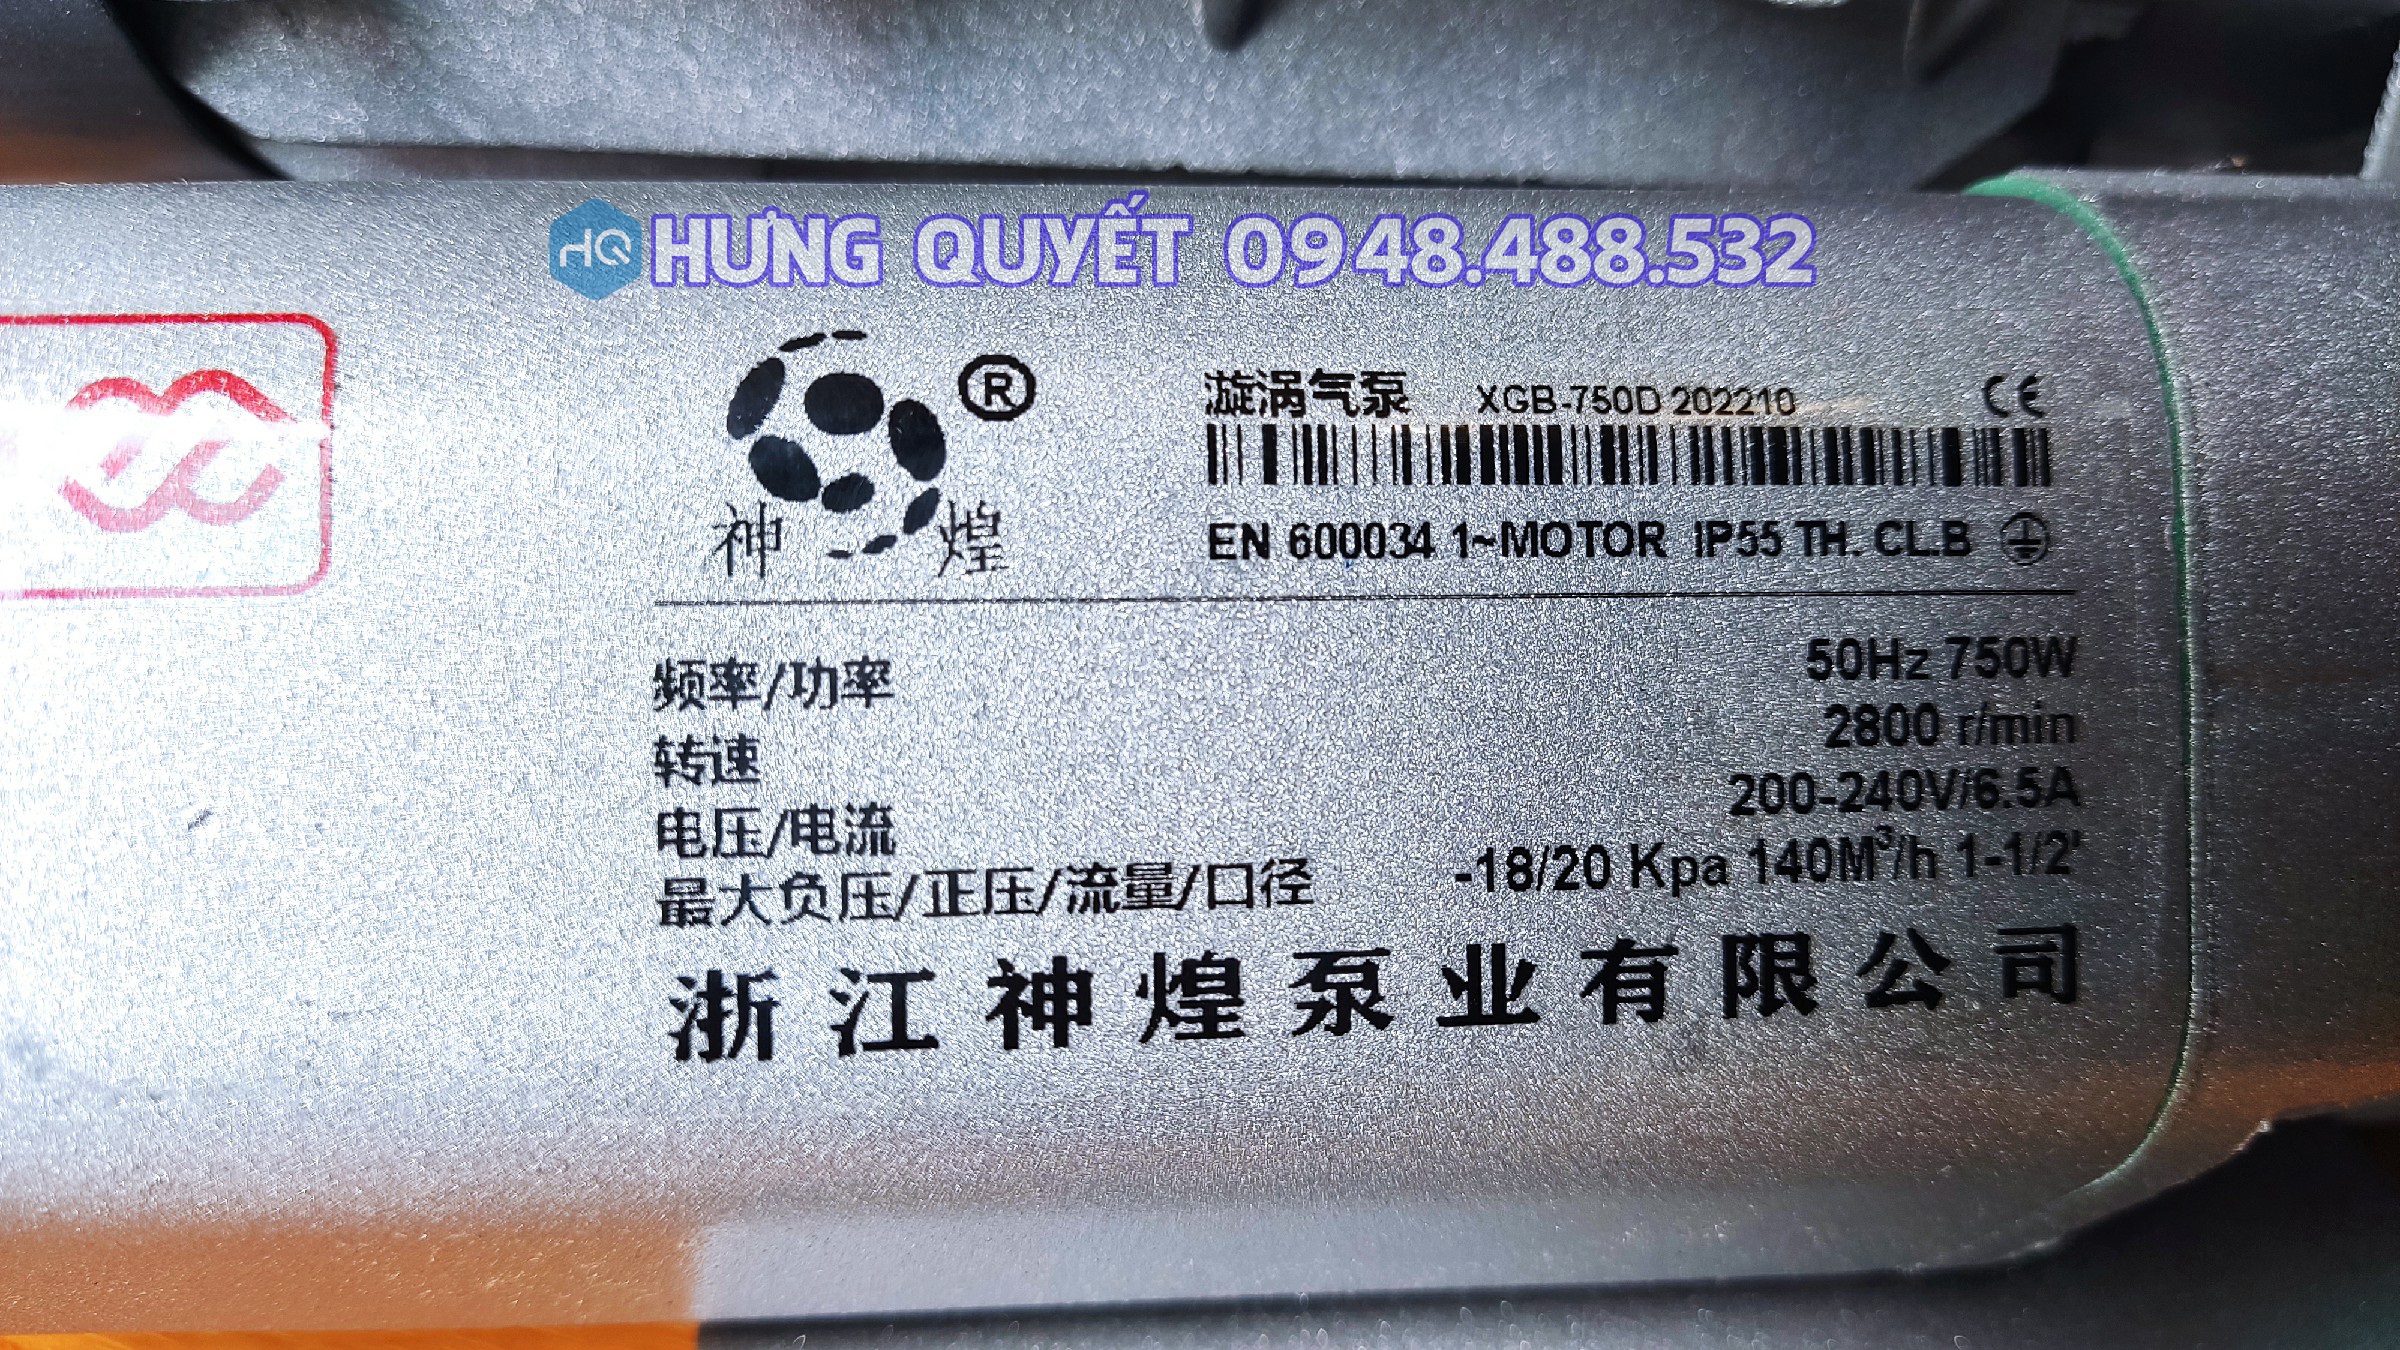 HQ HƯNG QUYẾT 0948.488.532
®
神 煌
漩涡气泵 XGB-750D 202210 CE
EN 600034 1~MOTOR IP55 TH. CL.B
频率/功率 50Hz 750W
转速 2800 r/min
电压/电流 200-240V/6.5A
最大负压/正压/流量/口径 -18/20 Kpa 140M³/h 1-1/2'
浙江神煌泵业有限公司